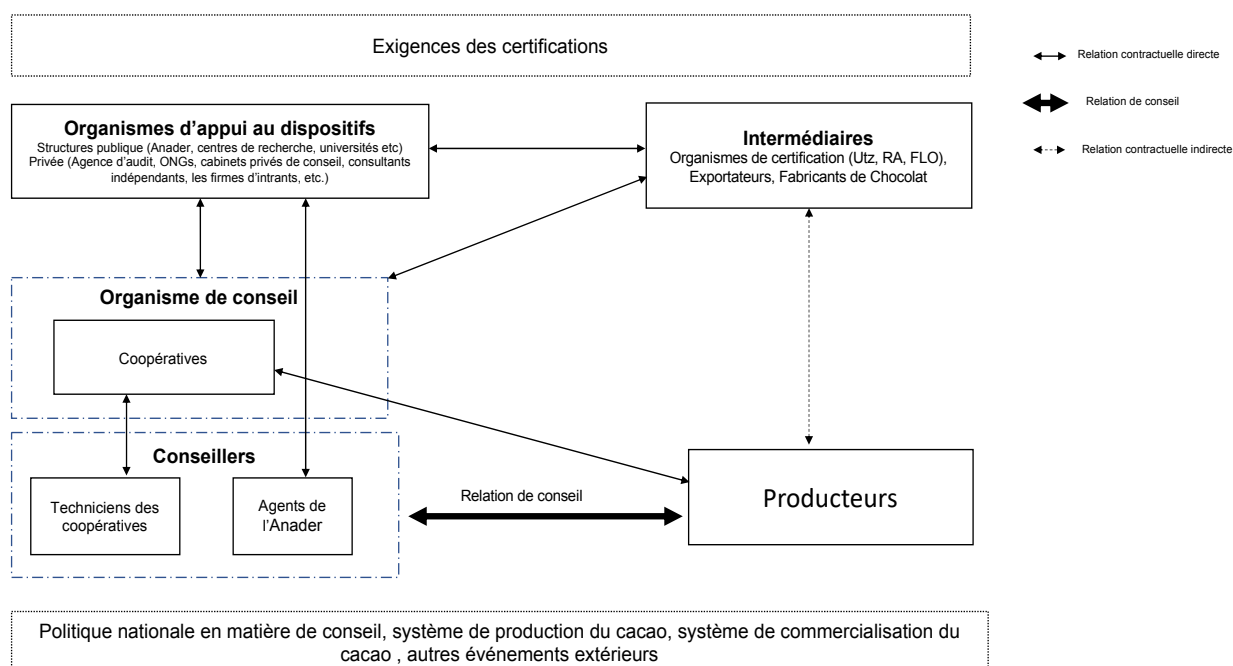 Exigences des certifications
Relation contractuelle directe
Relation de conseil
Relation contractuelle indirecte
Organismes d'appui au dispositifs
Structures publique (Anader, centres de recherche, universités etc)
Privée (Agence d'audit, ONGs, cabinets privés de conseil, consultants
indépendants, les firmes d'intrants, etc.)
Intermédiaires
Organismes de certification (Utz, RA, FLO),
Exportateurs, Fabricants de Chocolat
Organisme de conseil
Coopératives
Conseillers
Techniciens des
coopératives
Agents de
l'Anader
Relation de conseil
Producteurs
Politique nationale en matière de conseil, système de production du cacao, système de commercialisation du
cacao , autres événements extérieurs